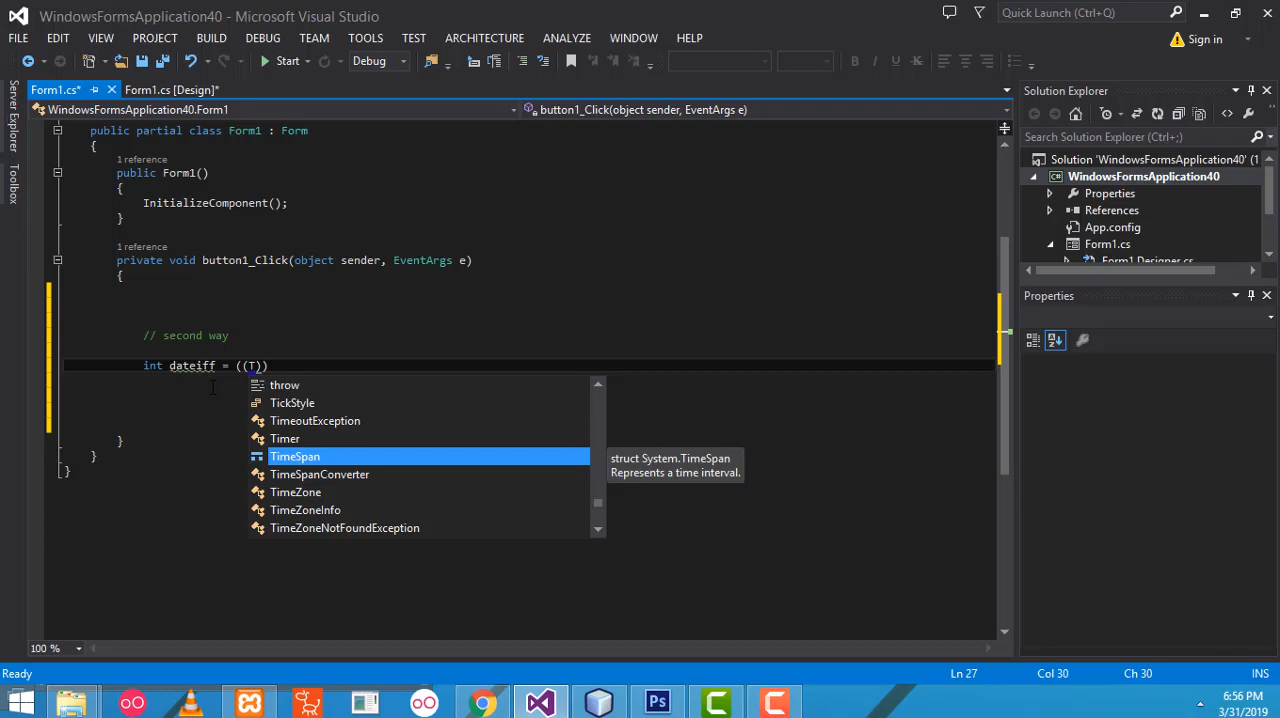 WindowsFormsApplication40 - Microsoft Visual Studio
Quick Launch (Ctrl+Q)
FILE EDIT VIEW PROJECT BUILD DEBUG TEAM TOOLS TEST ARCHITECTURE ANALYZE WINDOW HELP
Sign in
Start Debug
Server Explorer
Toolbox
Form1.cs* Form1.cs [Design]*
WindowsFormsApplication40.Form1
button1_Click(object sender, EventArgs e)
public partial class Form1 : Form
{
1 reference
public Form1()
{
InitializeComponent();
}
1 reference
private void button1_Click(object sender, EventArgs e)
{
// second way
int dateiff = ((T))
throw
TickStyle
TimeoutException
Timer
TimeSpan
TimeSpanConverter
TimeZone
TimeZoneInfo
TimeZoneNotFoundException
struct System.TimeSpan
Represents a time interval.
}
}
}
100 %
Solution Explorer
Search Solution Explorer (Ctrl+;)
Solution 'WindowsFormsApplication40' (1
C# WindowsFormsApplication40
Properties
References
App.config
Form1.cs
Form1.Designer.cs
Properties
Ready
Ln 27
Col 30
Ch 30
INS
Ps
6:56 PM
3/31/2019